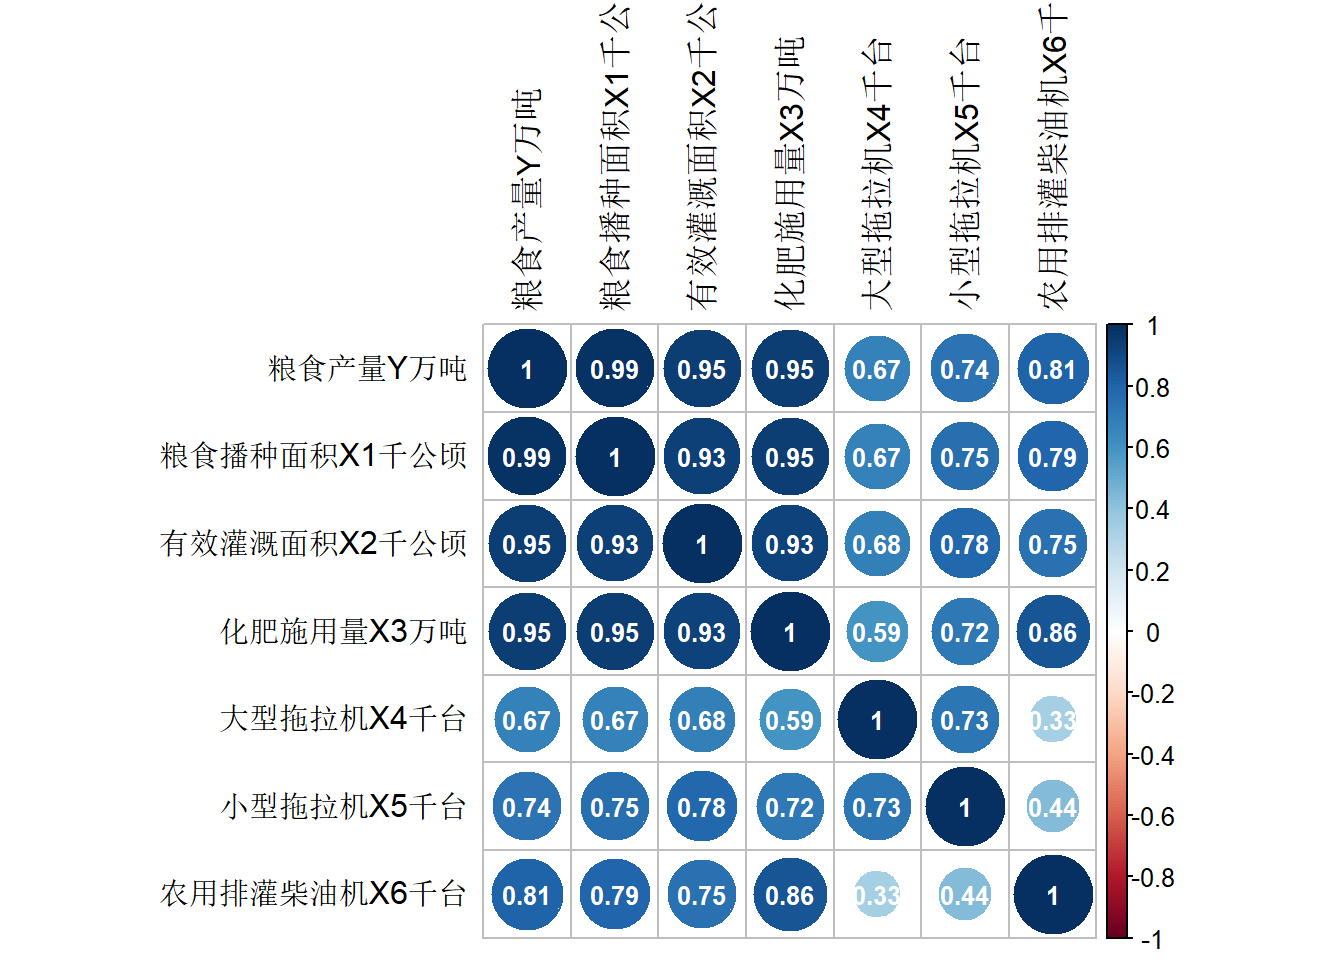 粮食产量Y万吨
粮食播种面积X1千公
有效灌溉面积X2千公
化肥施用量X3万吨
大型拖拉机X4千台
小型拖拉机X5千台
农用排灌柴油机X6千
粮食产量Y万吨 1 0.99 0.95 0.95 0.67 0.74 0.81
粮食播种面积X1千公顷 0.99 1 0.93 0.95 0.67 0.75 0.79
有效灌溉面积X2千公顷 0.95 0.93 1 0.93 0.68 0.78 0.75
化肥施用量X3万吨 0.95 0.95 0.93 1 0.59 0.72 0.86
大型拖拉机X4千台 0.67 0.67 0.68 0.59 1 0.73 0.33
小型拖拉机X5千台 0.74 0.75 0.78 0.72 0.73 1 0.44
农用排灌柴油机X6千台 0.81 0.79 0.75 0.86 0.33 0.44 1
1
0.8
0.6
0.4
0.2
0
-0.2
-0.4
-0.6
-0.8
-1